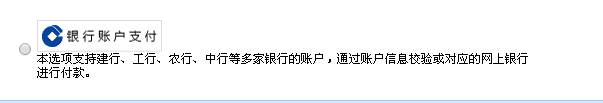 银行账户支付
本选项支持建行、工行、农行、中行等多家银行的账户，通过账户信息校验或对应的网上银行
进行付款。